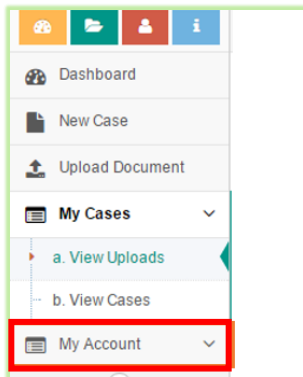 Dashboard
New Case
Upload Document
My Cases
a. View Uploads
b. View Cases
My Account